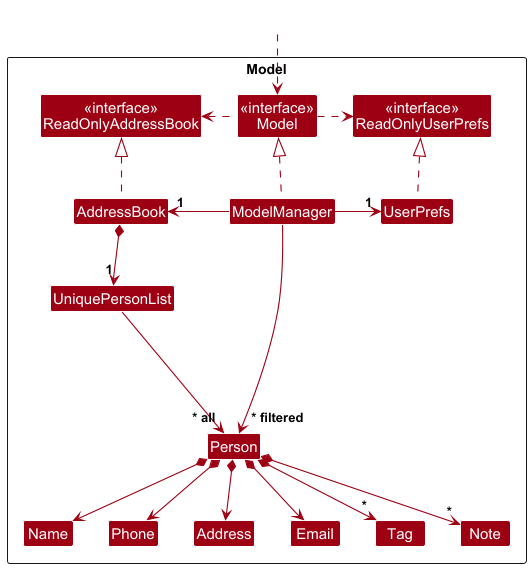 Model
«interface»
ReadOnlyAddressBook
«interface»
Model
«interface»
ReadOnlyUserPrefs
AddressBook
1
ModelManager
1
UserPrefs
1
UniquePersonList
* all
* filtered
Person
*
*
Name
Phone
Address
Email
Tag
Note